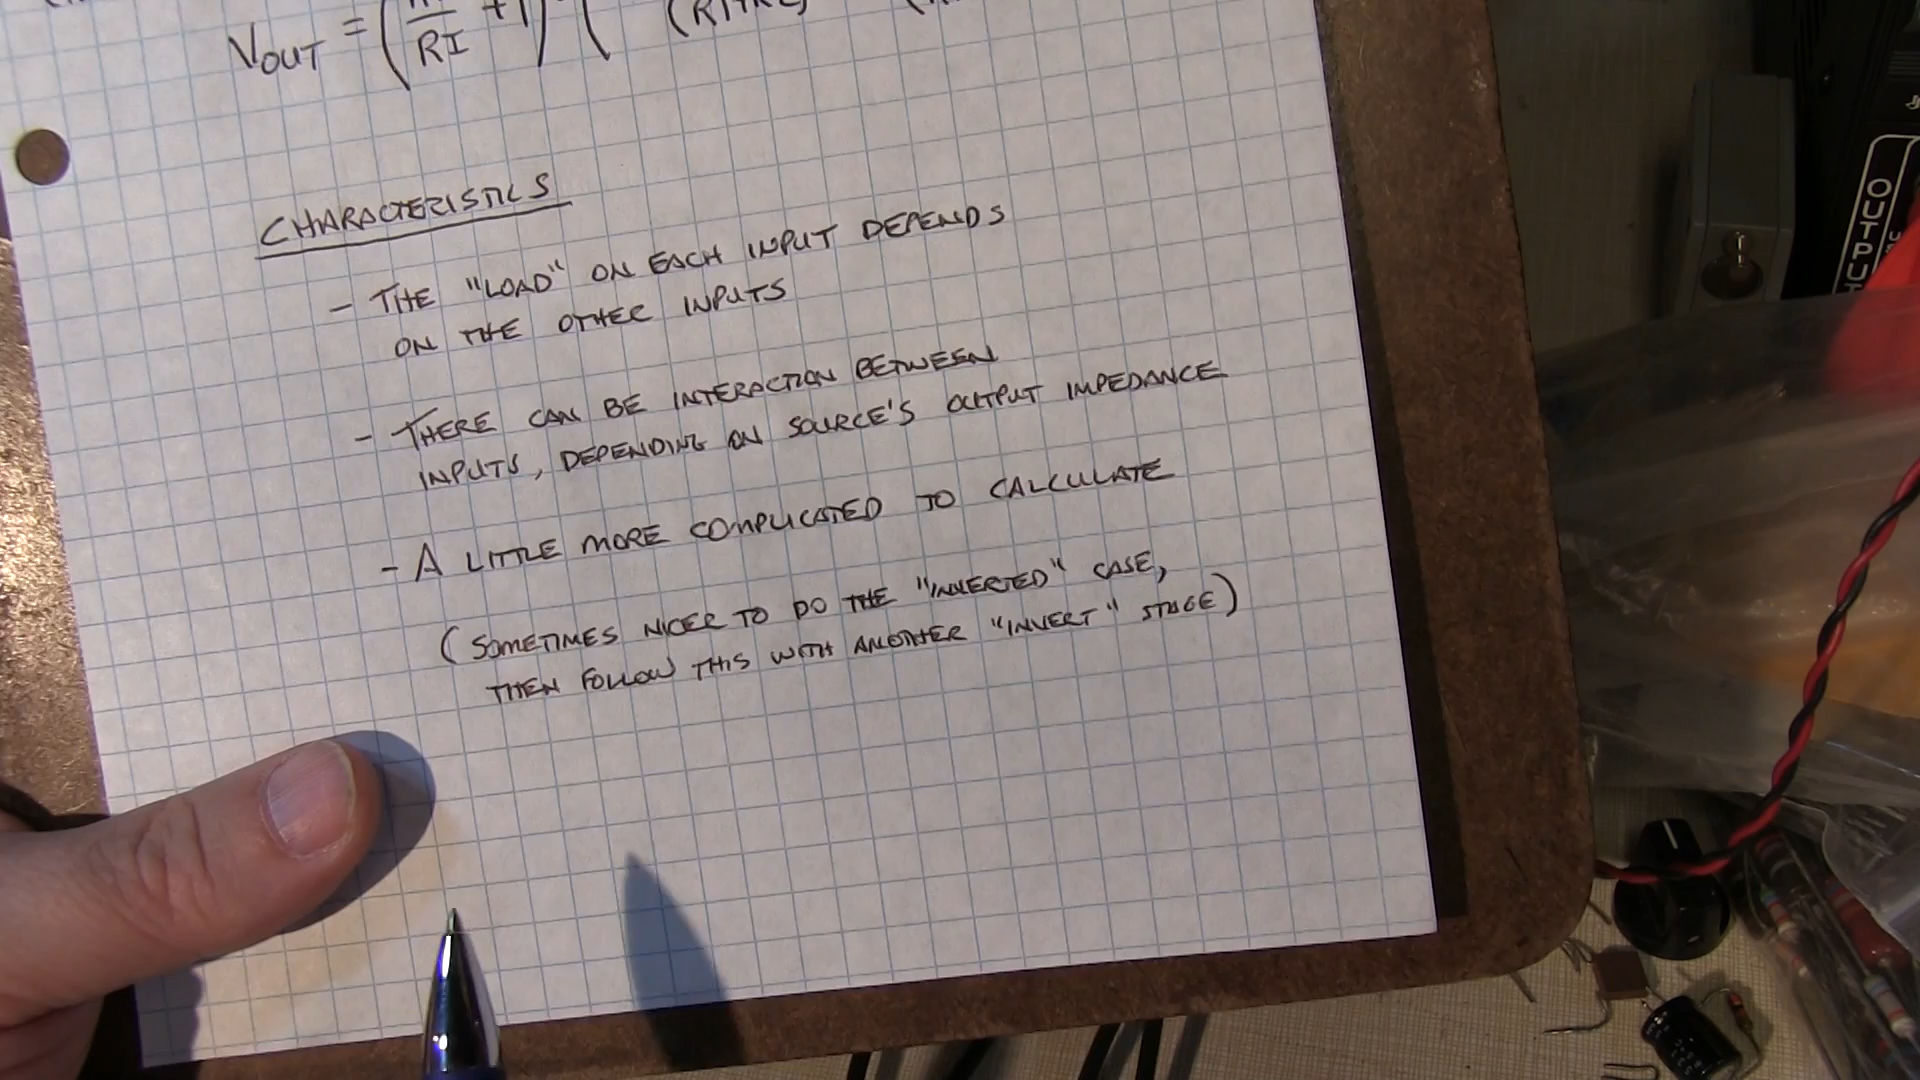 VOUT = ( RI + 1 ) (
CHARACTERISTICS
- THE "LOAD" ON EACH INPUT DEPENDS
ON THE OTHER INPUTS
- THERE CAN BE INTERACTION BETWEEN
INPUTS, DEPENDING ON SOURCE'S OUTPUT IMPEDANCE
- A LITTLE MORE COMPLICATED TO CALCULATE
(SOMETIMES NICER TO DO THE "INVERTED" CASE,
THEN FOLLOW THIS WITH ANOTHER "INVERT" STAGE)
OUTPUT